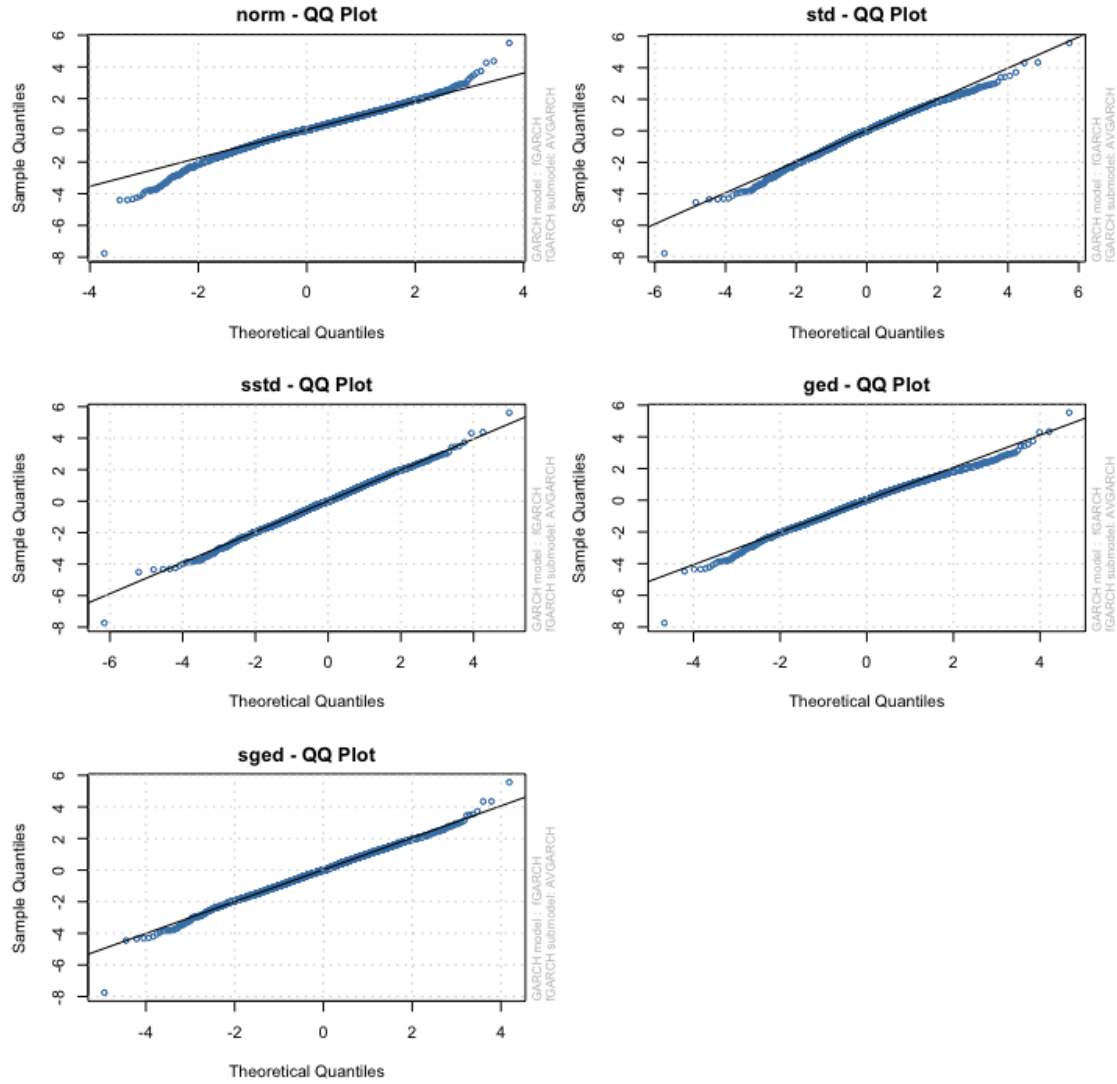 norm - QQ Plot
6
4
2
0
-2
-4
-6
-8
Sample Quantiles
-4
-2
0
2
4
Theoretical Quantiles
GARCH model : fGARCH
fGARCH submodel: AVGARCH
std - QQ Plot
6
4
2
0
-2
-4
-6
-8
Sample Quantiles
-6
-4
-2
0
2
4
6
Theoretical Quantiles
GARCH model : fGARCH
fGARCH submodel: AVGARCH
sstd - QQ Plot
6
4
2
0
-2
-4
-6
-8
Sample Quantiles
-6
-4
-2
0
2
4
Theoretical Quantiles
GARCH model : fGARCH
fGARCH submodel: AVGARCH
ged - QQ Plot
6
4
2
0
-2
-4
-6
-8
Sample Quantiles
-4
-2
0
2
4
Theoretical Quantiles
GARCH model : fGARCH
fGARCH submodel: AVGARCH
sged - QQ Plot
6
4
2
0
-2
-4
-6
-8
Sample Quantiles
-4
-2
0
2
4
Theoretical Quantiles
GARCH model : fGARCH
fGARCH submodel: AVGARCH